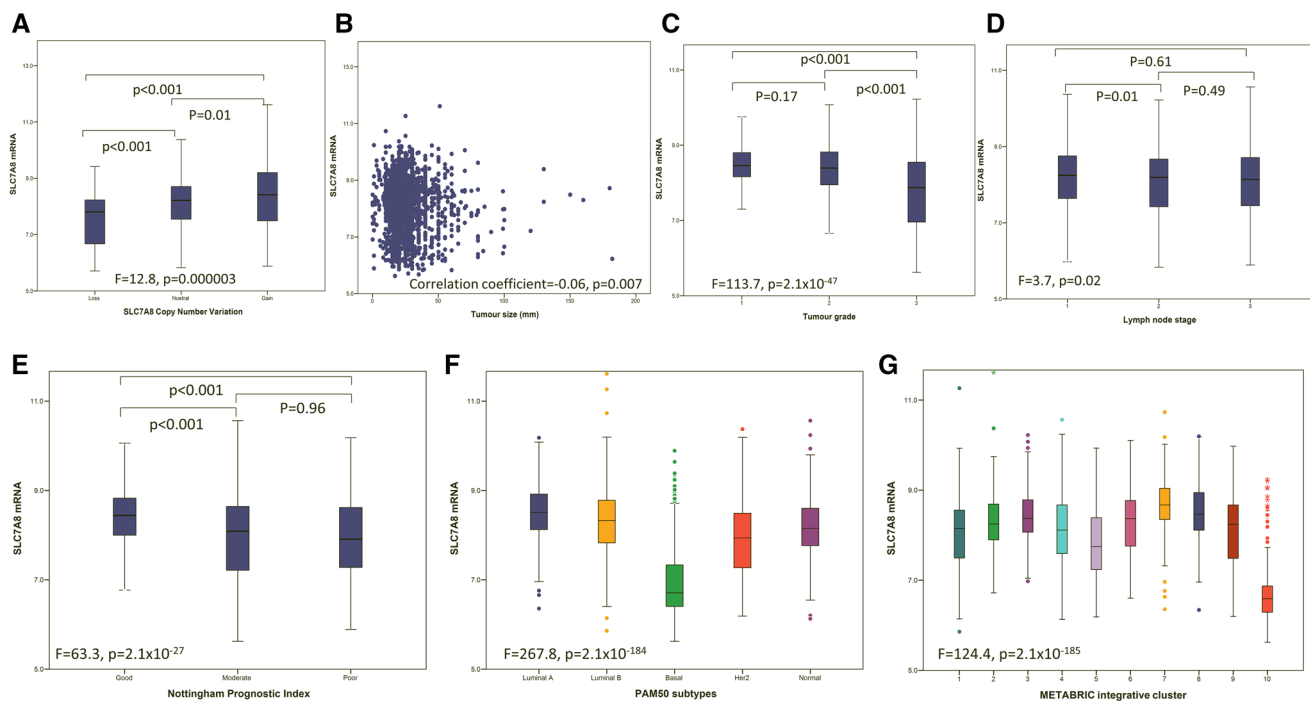 A
13.0
11.0
9.0
7.0
5.0
SLC7A8 mRNA
p<0.001
P=0.01
p<0.001
F=12.8, p=0.000003
Loss Nuetral Gain
SLC7A8 Copy Number Variation
B
13.0
11.0
9.0
7.0
5.0
SLC7A8 mRNA
Correlation coefficient=-0.06, p=0.007
0 50 100 150 200
Tumour size (mm)
C
11.0
9.0
7.0
5.0
SLC7A8 mRNA
p<0.001
P=0.17
p<0.001
F=113.7, p=2.1x10-47
1 2 3
Tumour grade
D
11.0
9.0
7.0
5.0
SLC7A8 mRNA
P=0.61
P=0.01
P=0.49
F=3.7, p=0.02
1 2 3
Lymph node stage
E
11.0
9.0
7.0
5.0
SLC7A8 mRNA
p<0.001
P=0.96
p<0.001
F=63.3, p=2.1x10-27
Good Moderate Poor
Nottingham Prognostic Index
F
11.0
9.0
7.0
5.0
SLC7A8 mRNA
F=267.8, p=2.1x10-184
Luminal A Luminal B Basal Her2 Normal
PAM50 subtypes
G
11.0
9.0
7.0
5.0
SLC7A8 mRNA
F=124.4, p=2.1x10-185
1 2 3 4 5 6 7 8 9 10
METABRIC integrative cluster